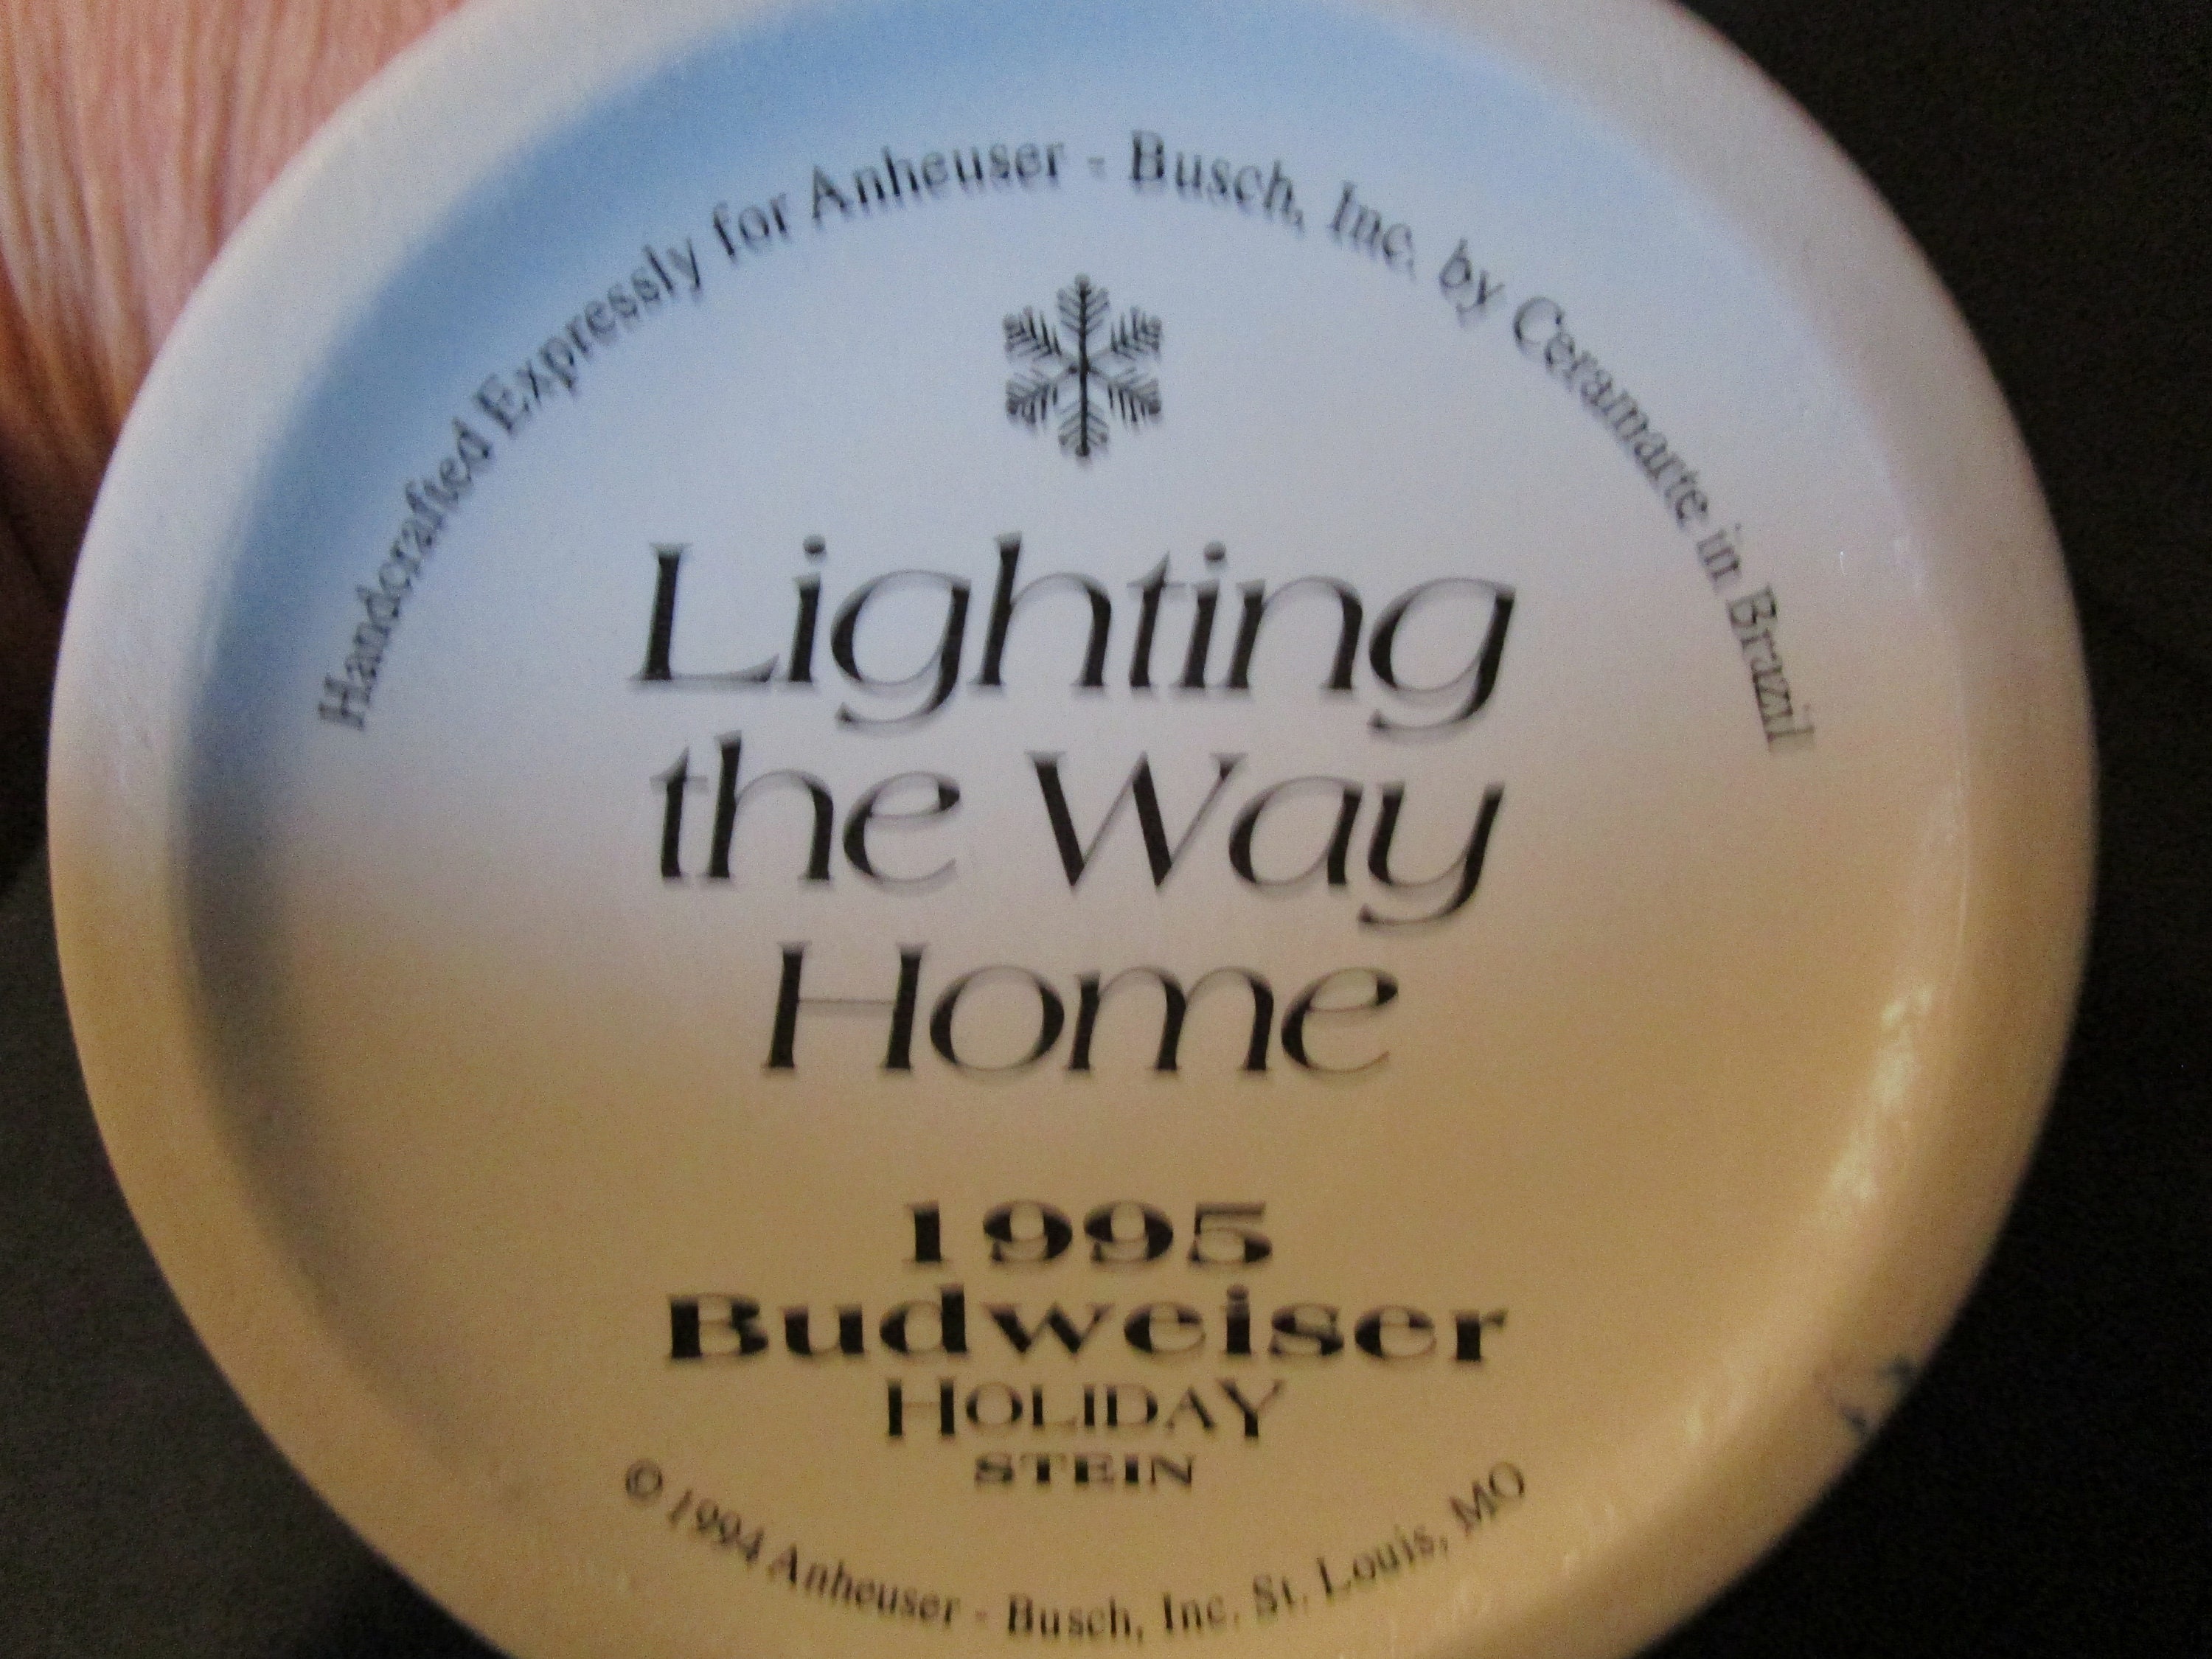 Handcrafted Expressly for Anheuser - Busch, Inc. by Ceramarte in Brazil
Lighting
the Way
Home
1995
Budweiser
HOLIDAY
STEIN
© 1994 Anheuser - Busch, Inc. St. Louis, MO